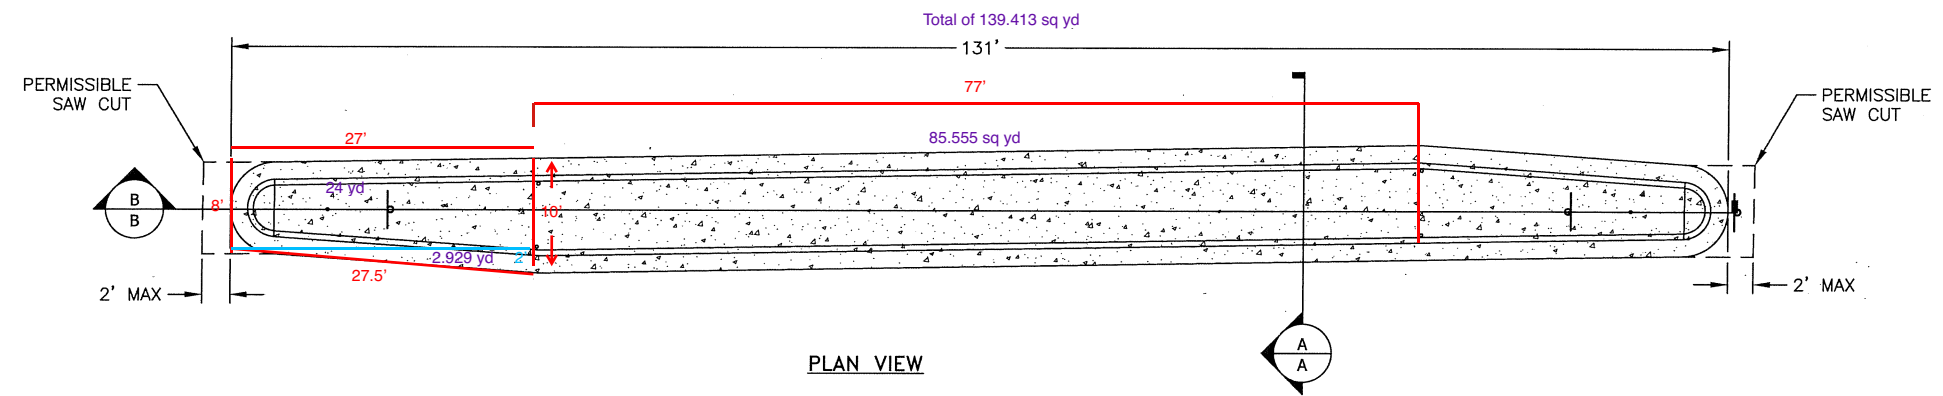 Total of 139.413 sq yd
131'
PERMISSIBLE
SAW CUT
77'
PERMISSIBLE
SAW CUT
27'
85.555 sq yd
24 yd
B
B
8'
10'
2.929 yd
2'
27.5'
2' MAX
2' MAX
A
A
PLAN VIEW